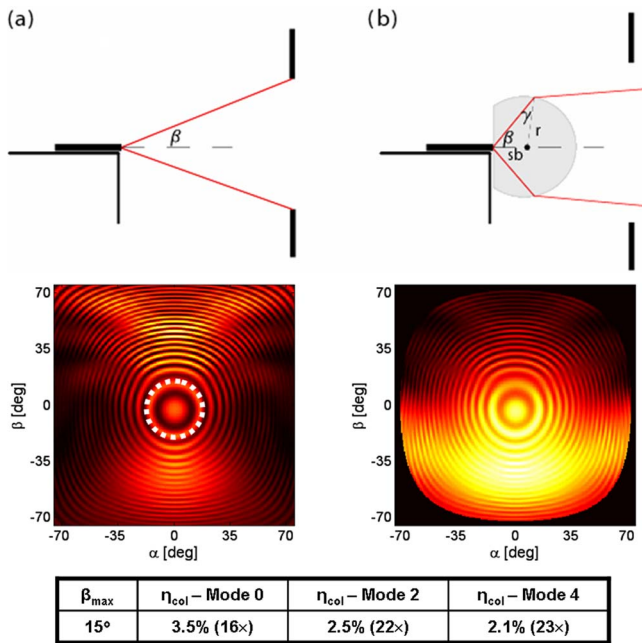 (a)
(b)
β
γ
r
β
sb
70
35
0
-35
-70
β [deg]
-70 -35 0 35 70
α [deg]
70
35
0
-35
-70
β [deg]
-70 -35 0 35 70
α [deg]
βmax ηcol – Mode 0 ηcol – Mode 2 ηcol – Mode 4
15° 3.5% (16×) 2.5% (22×) 2.1% (23×)